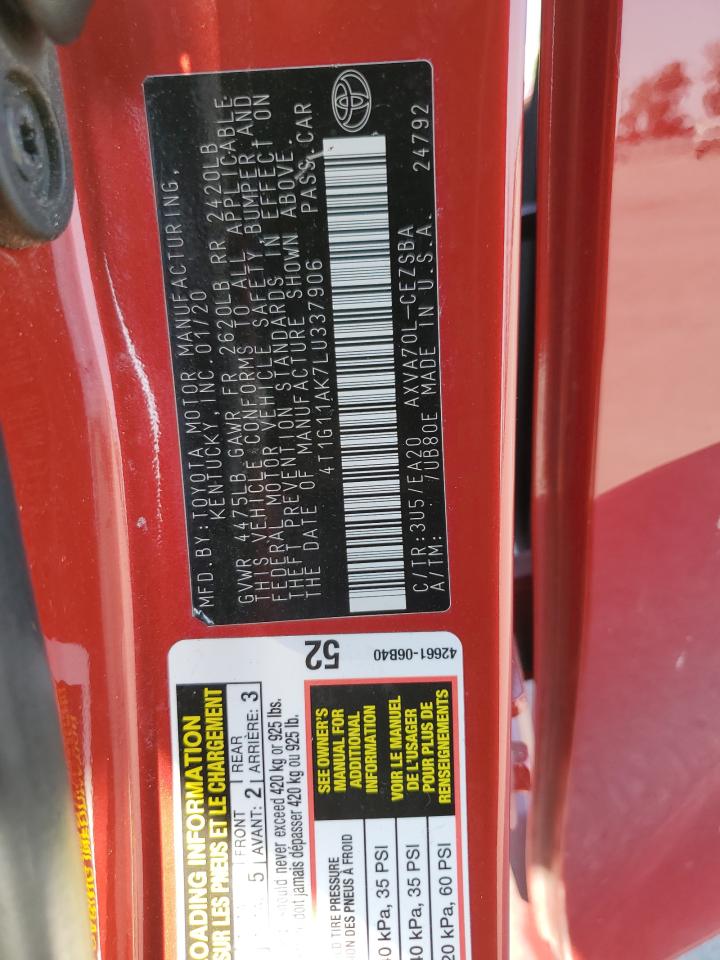 MFD. BY: TOYOTA MOTOR MANUFACTURING,
KENTUCKY, INC 01/20
GVWR 4475LB GAWR FR 2620LB RR 2420LB
THIS VEHICLE CONFORMS TO ALL APPLICABLE
FEDERAL MOTOR VEHICLE SAFETY, BUMPER AND
THEFT PREVENTION STANDARDS IN EFFECT ON
THE DATE OF MANUFACTURE SHOWN ABOVE.
4T1G11AK7LU337906 PASS. CAR
C/TR: 3U5/EA20 AXVA70L-CEZSBA
A/TM: /UB80E MADE IN U.S.A. 24792
OADING INFORMATION
SUR LES PNEUS ET LE CHARGEMENT
5 FRONT AVANT: 2 REAR ARRIÈRE: 3
should never exceed 420 kg or 925 lbs.
doit jamais dépasser 420 kg ou 925 lb.
52
42661-06B40
TIRE PRESSURE
DES PNEUS À FROID
kPa, 35 PSI
kPa, 35 PSI
kPa, 60 PSI
SEE OWNER'S
MANUAL FOR
ADDITIONAL
INFORMATION
VOIR LE MANUEL
DE L'USAGER
POUR PLUS DE
RENSEIGNEMENTS